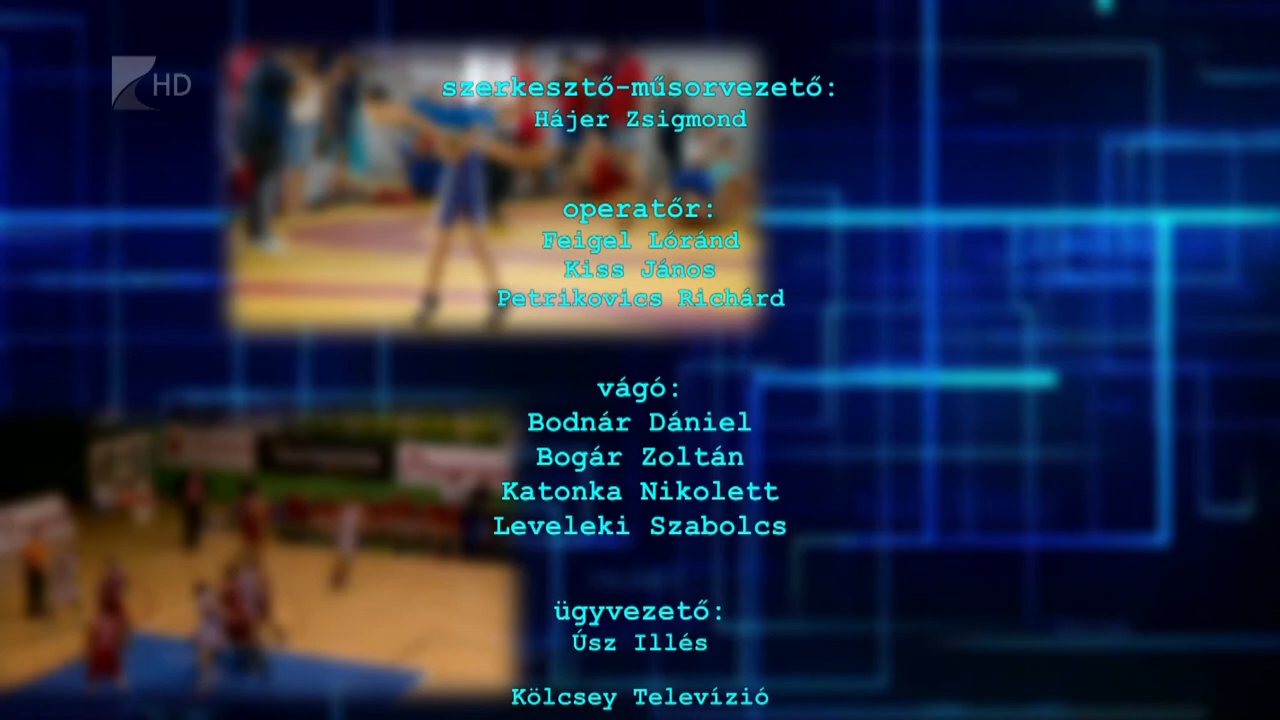 HD
szerkesztő-műsorvezető:
Hájer Zsigmond
operatőr:
Feigel Lóránd
Kiss János
Petrikovics Richárd
vágó:
Bodnár Dániel
Bogár Zoltán
Katonka Nikolett
Leveleki Szabolcs
ügyvezető:
Úsz Illés
Kölcsey Televízió